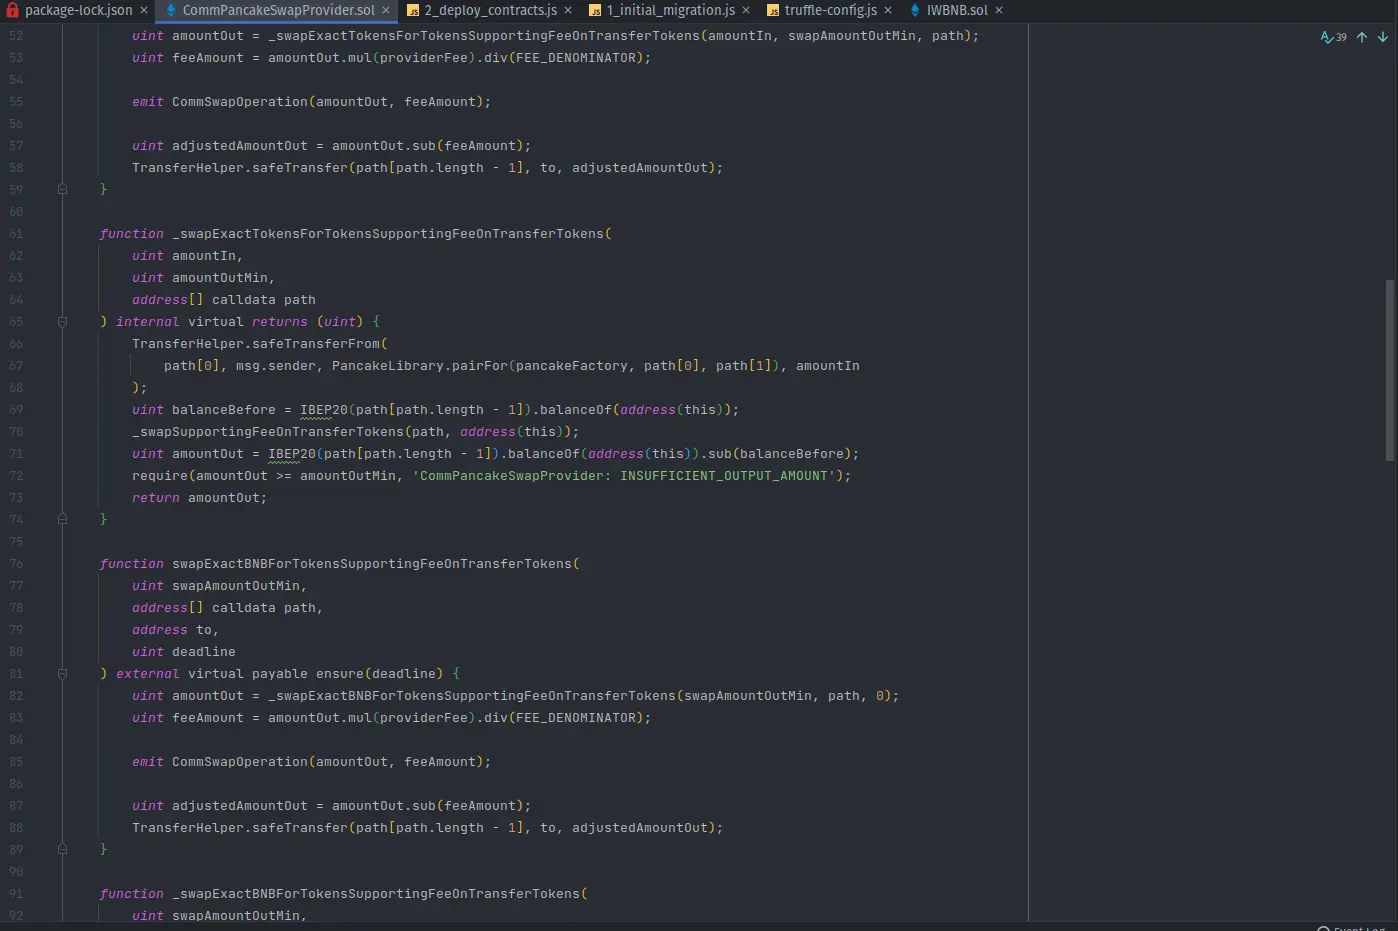 package-lock.json × CommPancakeSwapProvider.sol × JS 2_deploy_contracts.js × JS 1_initial_migration.js × JS truffle-config.js × IWBNB.sol ×
39
52 uint amountOut = _swapExactTokensForTokensSupportingFeeOnTransferTokens(amountIn, swapAmountOutMin, path);
53 uint feeAmount = amountOut.mul(providerFee).div(FEE_DENOMINATOR);
54
55 emit CommSwapOperation(amountOut, feeAmount);
56
57 uint adjustedAmountOut = amountOut.sub(feeAmount);
58 TransferHelper.safeTransfer(path[path.length - 1], to, adjustedAmountOut);
59 }
60
61 function _swapExactTokensForTokensSupportingFeeOnTransferTokens(
62 uint amountIn,
63 uint amountOutMin,
64 address[] calldata path
65 ) internal virtual returns (uint) {
66 TransferHelper.safeTransferFrom(
67 path[0], msg.sender, PancakeLibrary.pairFor(pancakeFactory, path[0], path[1]), amountIn
68 );
69 uint balanceBefore = IBEP20(path[path.length - 1]).balanceOf(address(this));
70 _swapSupportingFeeOnTransferTokens(path, address(this));
71 uint amountOut = IBEP20(path[path.length - 1]).balanceOf(address(this)).sub(balanceBefore);
72 require(amountOut >= amountOutMin, 'CommPancakeSwapProvider: INSUFFICIENT_OUTPUT_AMOUNT');
73 return amountOut;
74 }
75
76 function swapExactBNBForTokensSupportingFeeOnTransferTokens(
77 uint swapAmountOutMin,
78 address[] calldata path,
79 address to,
80 uint deadline
81 ) external virtual payable ensure(deadline) {
82 uint amountOut = _swapExactBNBForTokensSupportingFeeOnTransferTokens(swapAmountOutMin, path, 0);
83 uint feeAmount = amountOut.mul(providerFee).div(FEE_DENOMINATOR);
84
85 emit CommSwapOperation(amountOut, feeAmount);
86
87 uint adjustedAmountOut = amountOut.sub(feeAmount);
88 TransferHelper.safeTransfer(path[path.length - 1], to, adjustedAmountOut);
89 }
90
91 function _swapExactBNBForTokensSupportingFeeOnTransferTokens(
92 uint swapAmountOutMin,
Event Log